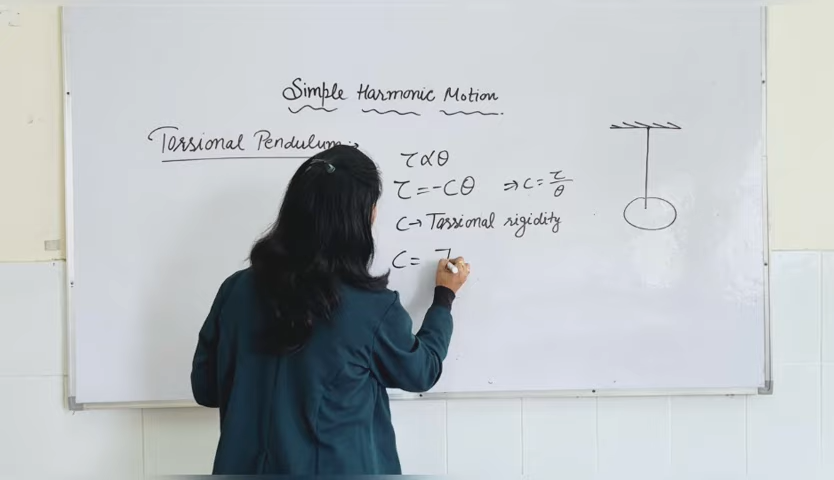 Simple Harmonic Motion
Torsional Pendulum :-
τ ∝ θ
τ = -Cθ ⇒ C = τ/θ
C → Torsional rigidity
C =